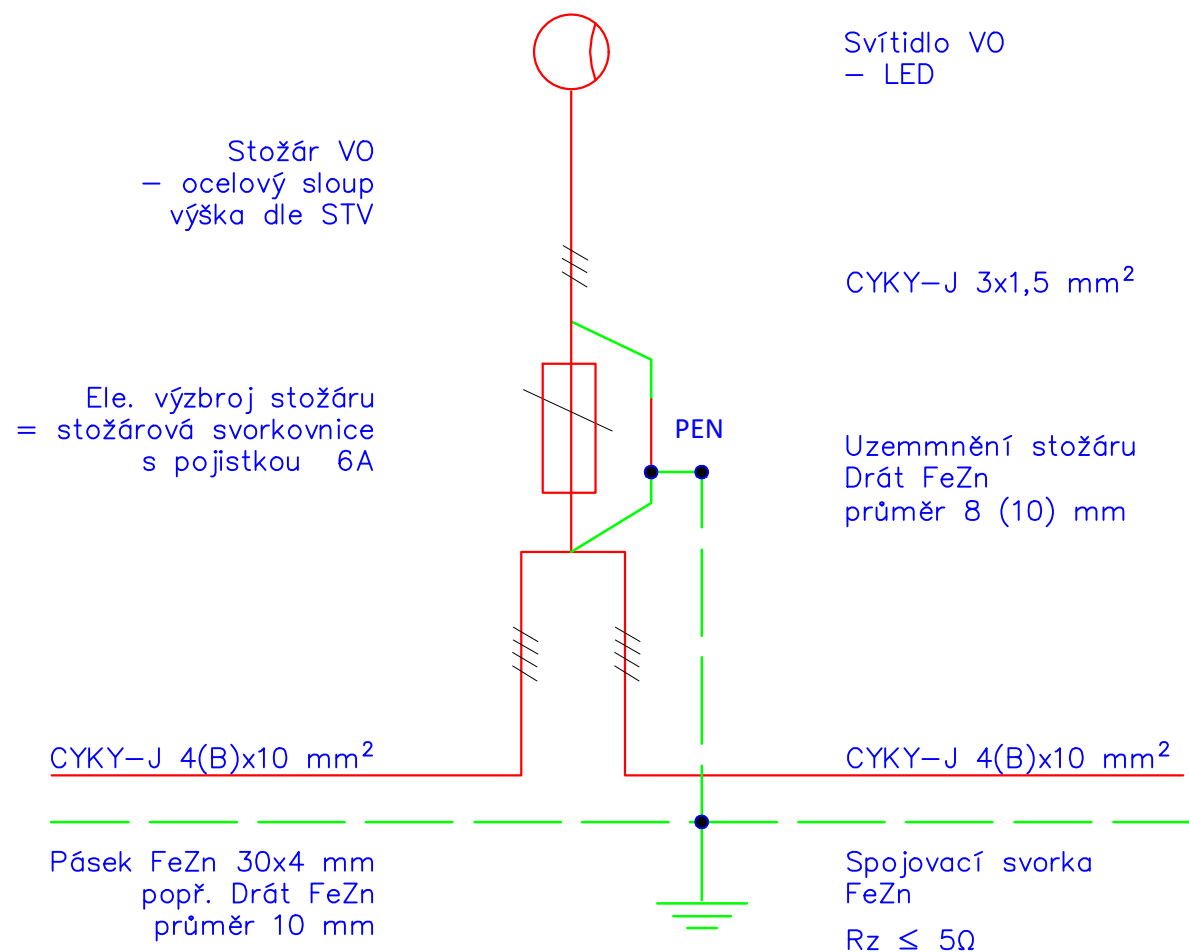 Svítidlo VO
– LED
Stožár VO
– ocelový sloup
výška dle STV
CYKY–J 3x1,5 mm²
Ele. výzbroj stožáru
= stožárová svorkovnice
s pojistkou 6A
PEN
Uzemmnění stožáru
Drát FeZn
průměr 8 (10) mm
CYKY–J 4(B)x10 mm²
CYKY–J 4(B)x10 mm²
Pásek FeZn 30x4 mm
popř. Drát FeZn
průměr 10 mm
Spojovací svorka
FeZn
Rz ≤ 5Ω